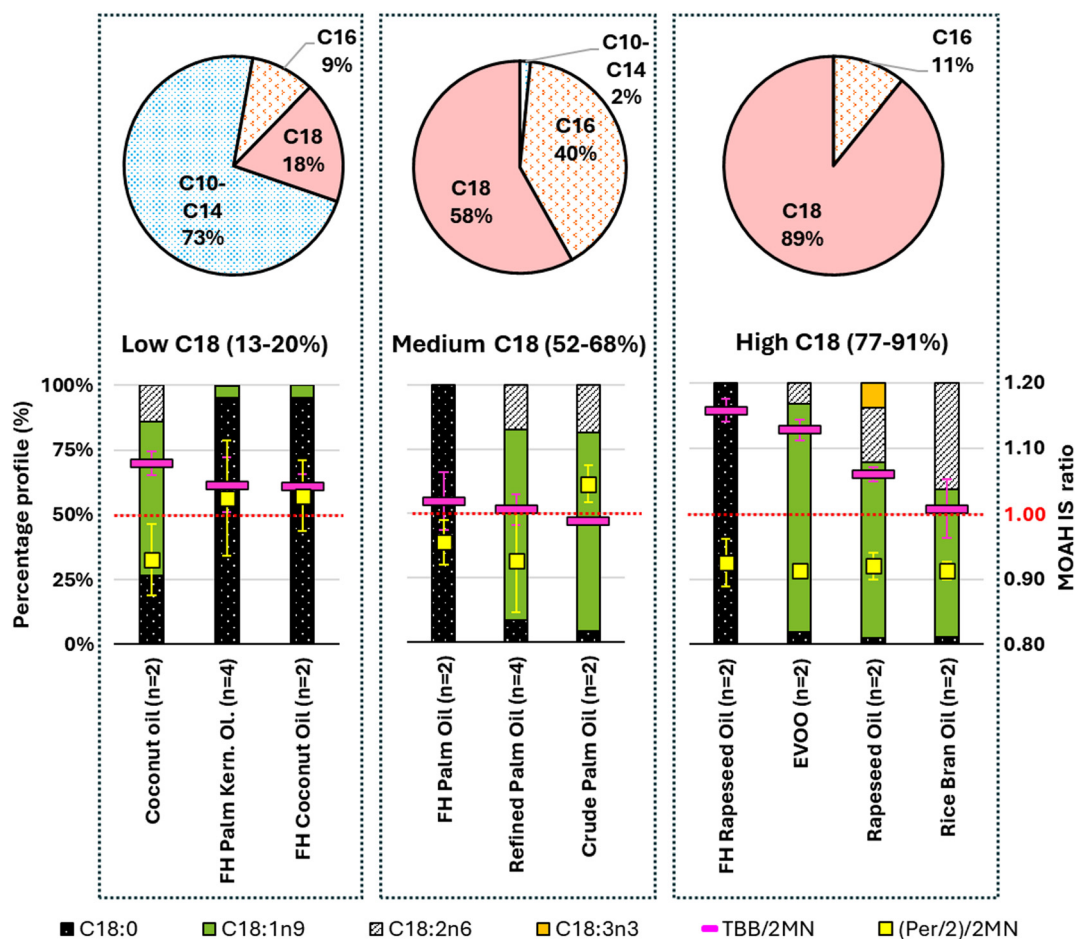 C16
9%
C18
18%
C10-
C14
73%
C10-
C14
2%
C16
40%
C18
58%
C16
11%
C18
89%
Low C18 (13-20%)
Medium C18 (52-68%)
High C18 (77-91%)
Percentage profile (%)
100%
75%
50%
25%
0%
1.20
1.10
1.00
0.90
0.80
MOAH IS ratio
Coconut oil (n=2)
FH Palm Kern. Ol. (n=4)
FH Coconut Oil (n=2)
FH Palm Oil (n=2)
Refined Palm Oil (n=4)
Crude Palm Oil (n=2)
FH Rapeseed Oil (n=2)
EVOO (n=2)
Rapeseed Oil (n=2)
Rice Bran Oil (n=2)
C18:0
C18:1n9
C18:2n6
C18:3n3
TBB/2MN
(Per/2)/2MN